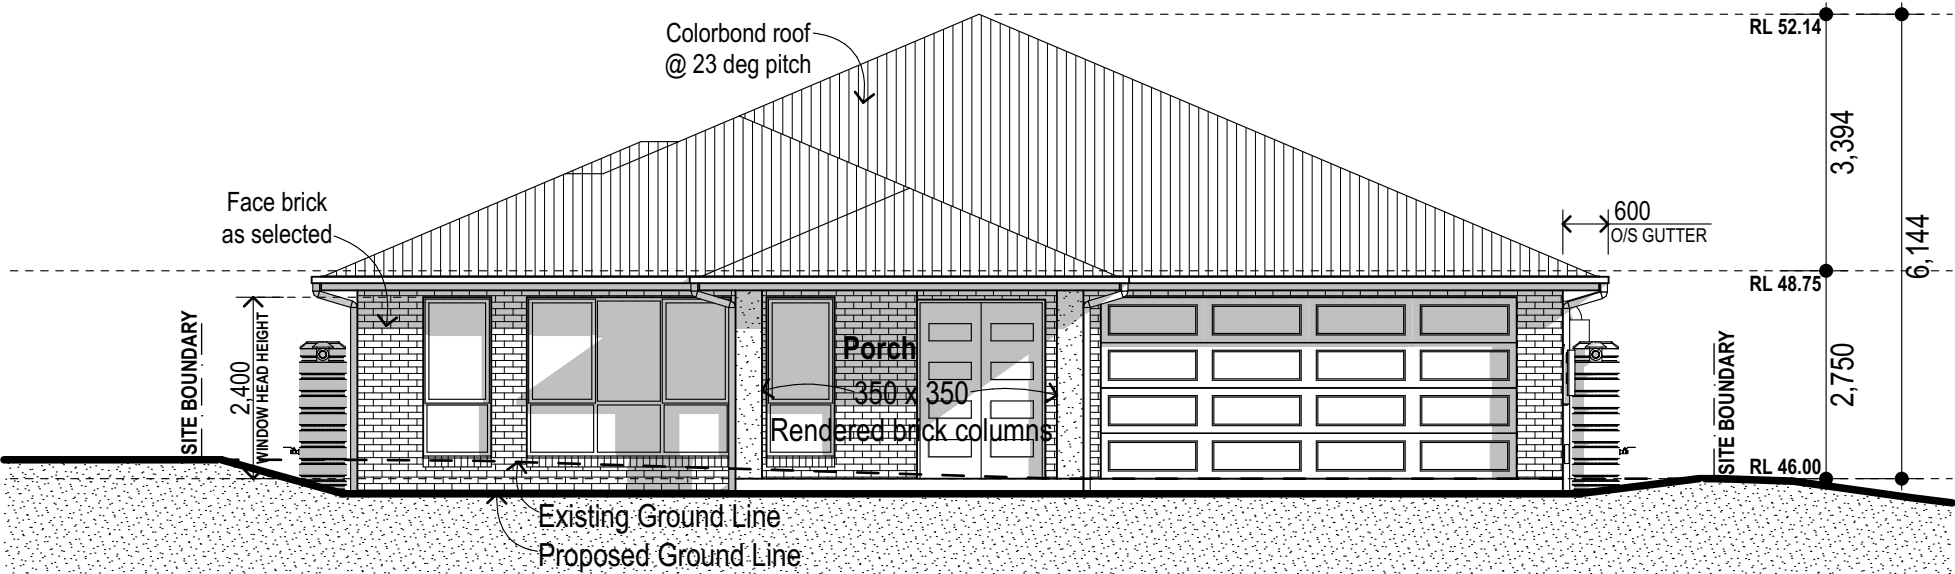 Colorbond roof
@ 23 deg pitch
RL 52.14
3,394
6,144
Face brick
as selected
600
O/S GUTTER
RL 48.75
SITE BOUNDARY
2,400
WINDOW HEAD HEIGHT
Porch
350 x 350
Rendered brick columns
SITE BOUNDARY
2,750
RL 46.00
Existing Ground Line
Proposed Ground Line